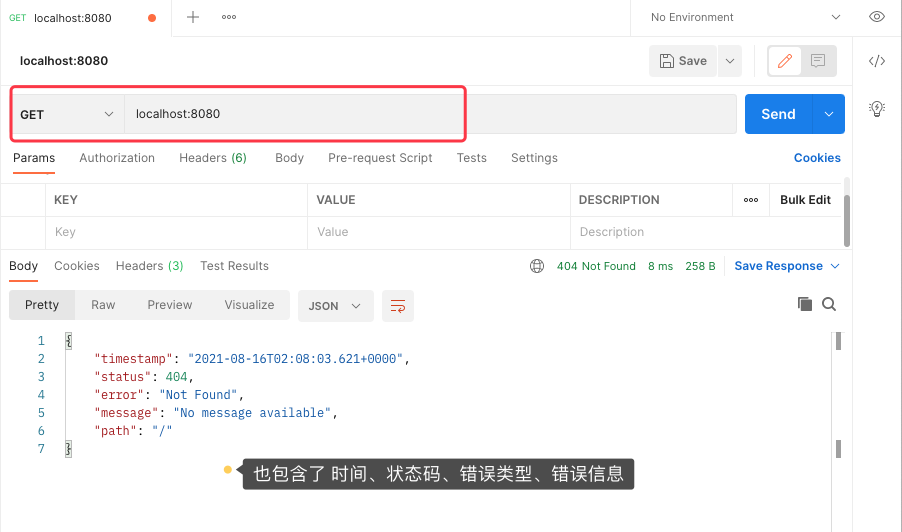 GET localhost:8080 No Environment
localhost:8080 Save
GET localhost:8080 Send
Params Authorization Headers (6) Body Pre-request Script Tests Settings Cookies
KEY VALUE DESCRIPTION Bulk Edit
Key Value Description
Body Cookies Headers (3) Test Results 404 Not Found 8 ms 258 B Save Response
Pretty Raw Preview Visualize JSON
1 {
2 "timestamp": "2021-08-16T02:08:03.621+0000",
3 "status": 404,
4 "error": "Not Found",
5 "message": "No message available",
6 "path": "/"
7 }
也包含了 时间、状态码、错误类型、错误信息